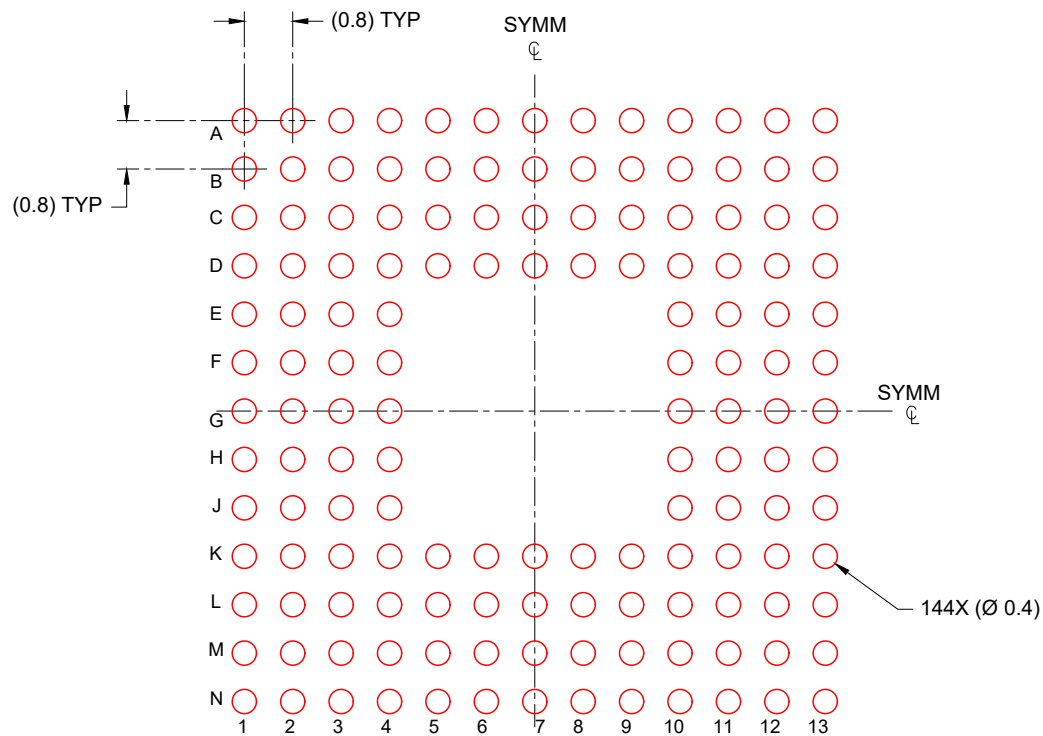 (0.8) TYP
SYMM
℄
A
B
(0.8) TYP
C
D
E
F
SYMM
℄
G
H
J
K
L
144X (Ø 0.4)
M
N
1 2 3 4 5 6 7 8 9 10 11 12 13